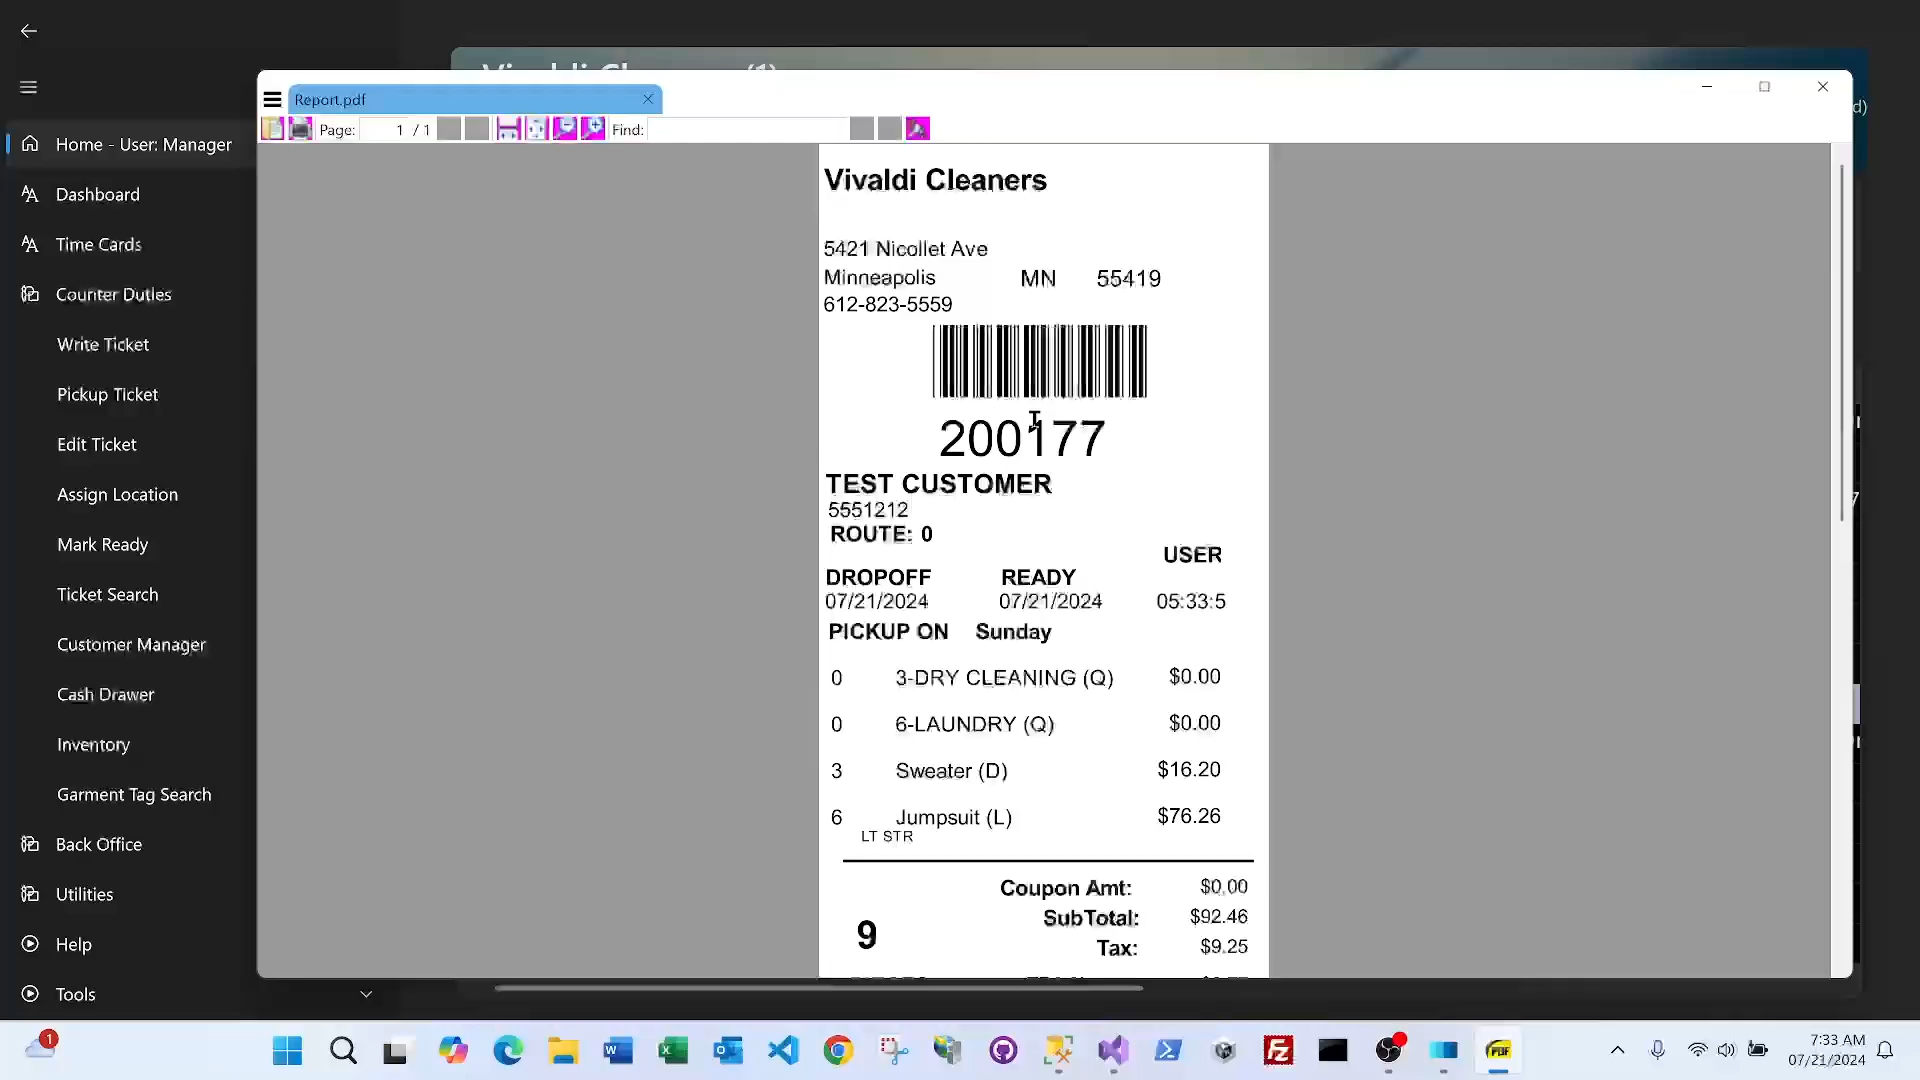 Vivaldi Cleaners (1)
d)
Report.pdf
Page: 1 / 1 Find:
Home - User: Manager
Dashboard
Time Cards
Counter Duties
Write Ticket
Pickup Ticket
Edit Ticket
Assign Location
Mark Ready
Ticket Search
Customer Manager
Cash Drawer
Inventory
Garment Tag Search
Back Office
Utilities
Help
Tools
Vivaldi Cleaners
5421 Nicollet Ave
Minneapolis MN 55419
612-823-5559
200177
TEST CUSTOMER
5551212
ROUTE: 0
USER
DROPOFF READY
07/21/2024 07/21/2024 05:33:5
PICKUP ON Sunday
0 3-DRY CLEANING (Q) $0.00
0 6-LAUNDRY (Q) $0.00
3 Sweater (D) $16.20
6 Jumpsuit (L) $76.26
LT STR
Coupon Amt: $0.00
SubTotal: $92.46
9
Tax: $9.25
1
7:33 AM
07/21/2024